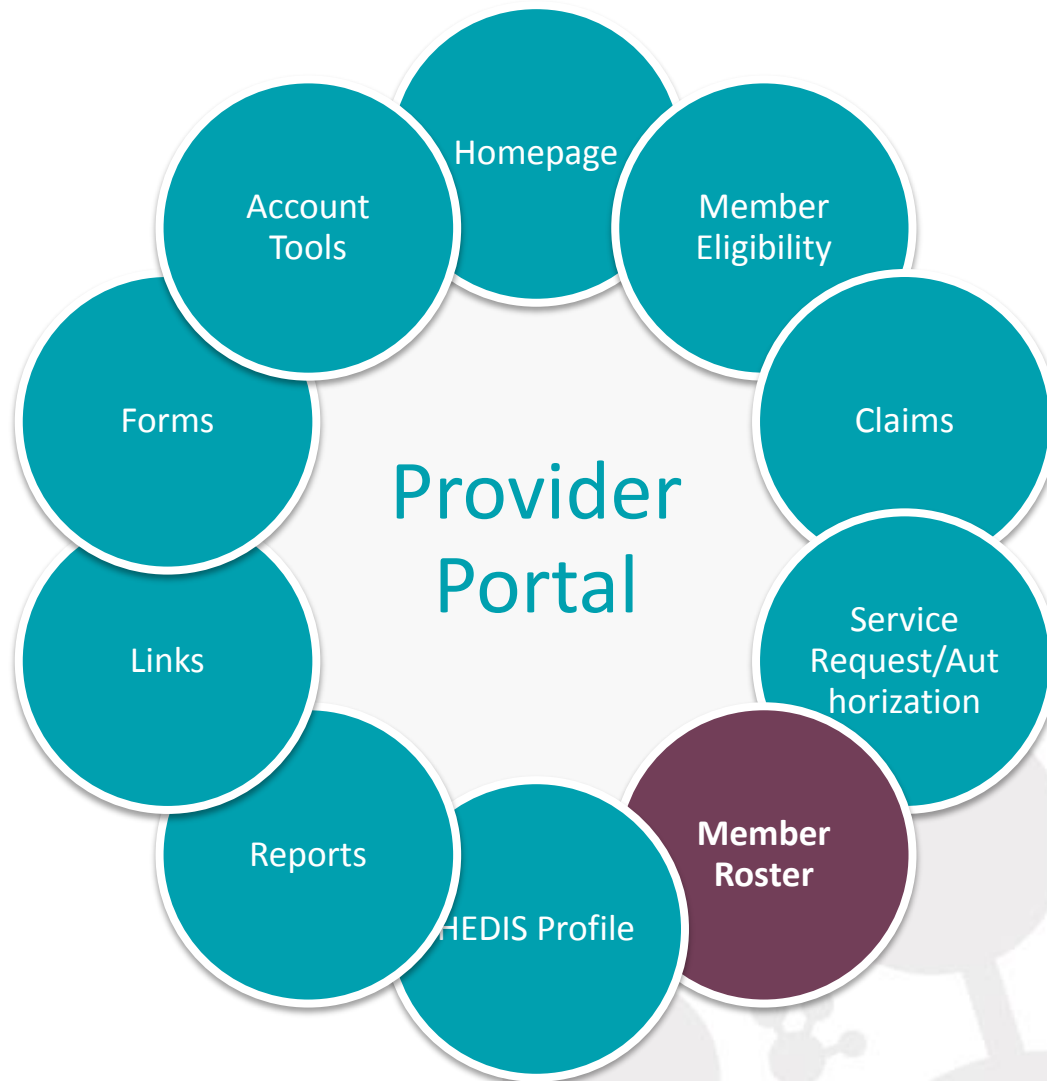 Homepage
Member
Eligibility
Claims
Service
Request/Aut
horization
Member
Roster
HEDIS Profile
Reports
Links
Forms
Account
Tools
Provider
Portal